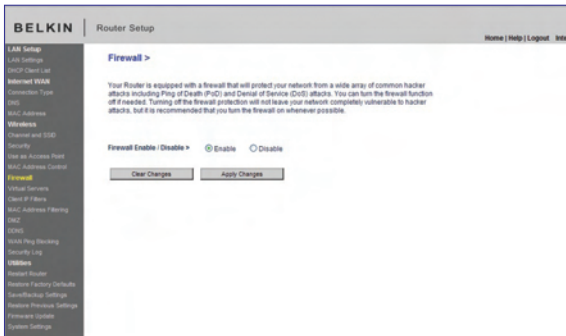 BELKIN
Router Setup
Home | Help | Logout
LAN Setup
LAN Settings
DHCP Client List
Internet WAN
Connection Type
DNS
MAC Address
Wireless
Channel and SSID
Security
Use as Access Point
MAC Address Control
Firewall
Virtual Servers
Client IP Filters
MAC Address Filtering
DMZ
DDNS
WAN Ping Blocking
Security Log
Utilities
Restart Router
Restore Factory Defaults
Save/Backup Settings
Restore Previous Settings
Firmware Update
System Settings
Firewall >
Your Router is equipped with a firewall that will protect your network from a wide array of common hacker
attacks including Ping of Death (PoD) and Denial of Service (DoS) attacks. You can turn the firewall function
off if needed. Turning off the firewall protection will not leave your network completely vulnerable to hacker
attacks, but it is recommended that you turn the firewall on whenever possible.
Firewall Enable / Disable > Enable Disable
Clear Changes Apply Changes